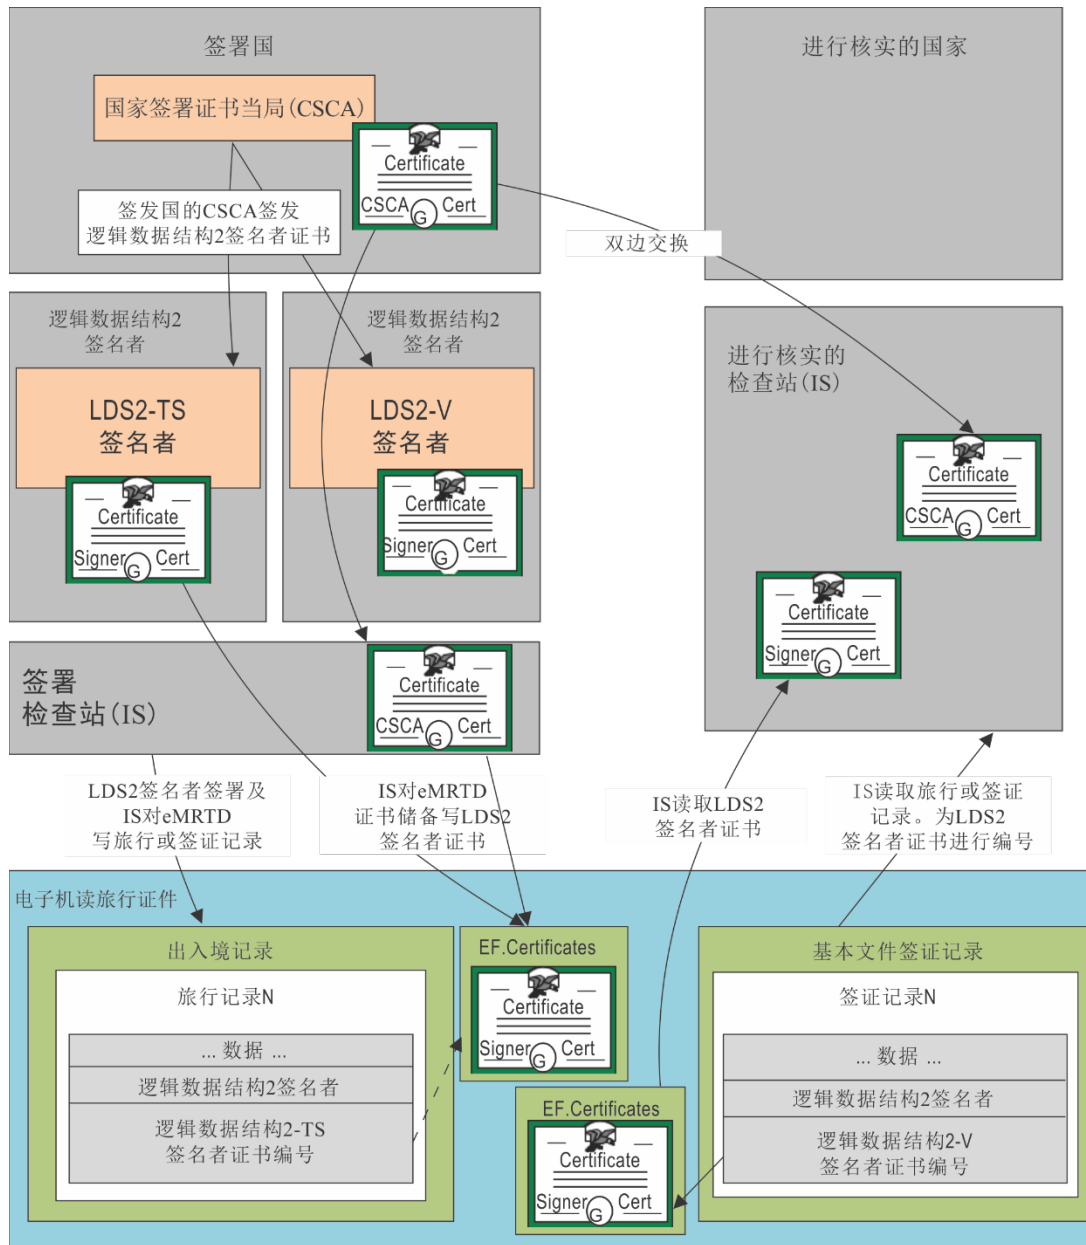 签署国
国家签署证书当局(CSCA)
Certificate
CSCA G Cert
签发国的CSCA签发
逻辑数据结构2签名者证书
双边交换
进行核实的国家
逻辑数据结构2
签名者
LDS2-TS
签名者
Certificate
Signer G Cert
逻辑数据结构2
签名者
LDS2-V
签名者
Certificate
Signer G Cert
进行核实的
检查站(IS)
Certificate
CSCA G Cert
Certificate
Signer G Cert
签署
检查站(IS)
Certificate
CSCA G Cert
LDS2签名者签署及
IS对eMRTD
写旅行或签证记录
IS对eMRTD
证书储备写LDS2
签名者证书
IS读取LDS2
签名者证书
IS读取旅行或签证
记录。为LDS2
签名者证书进行编号
电子机读旅行证件
出入境记录
旅行记录N
... 数据 ...
逻辑数据结构2签名者
逻辑数据结构2-TS
签名者证书编号
EF.Certificates
Certificate
Signer G Cert
EF.Certificates
Certificate
Signer G Cert
基本文件签证记录
签证记录N
... 数据 ...
逻辑数据结构2签名者
逻辑数据结构2-V
签名者证书编号